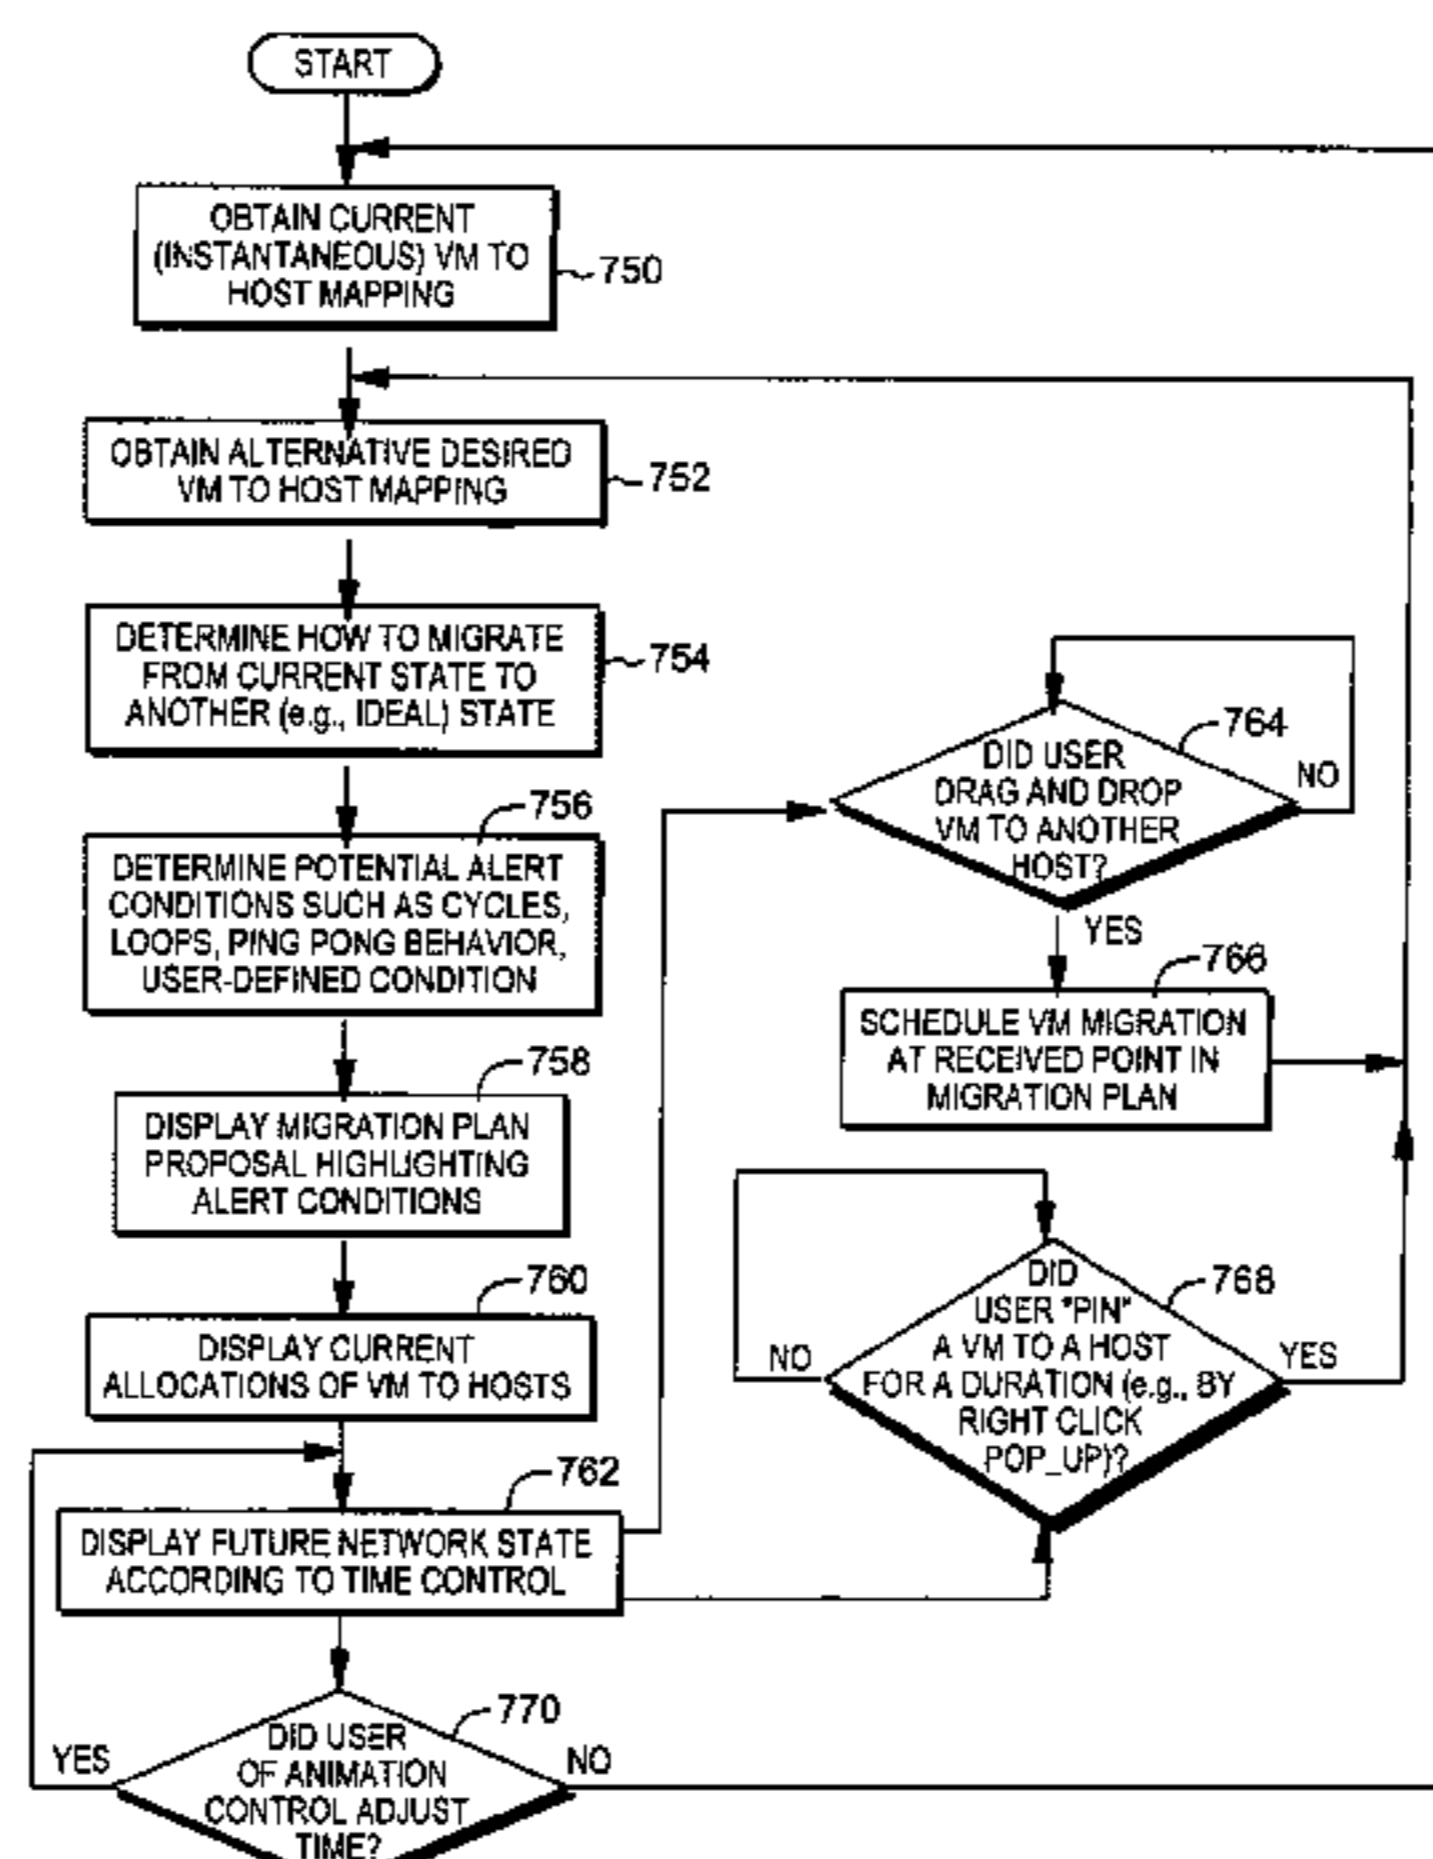 START
OBTAIN CURRENT
(INSTANTANEOUS) VM TO
HOST MAPPING
750
OBTAIN ALTERNATIVE DESIRED
VM TO HOST MAPPING
752
DETERMINE HOW TO MIGRATE
FROM CURRENT STATE TO
ANOTHER (e.g., IDEAL) STATE
754
756
DETERMINE POTENTIAL ALERT
CONDITIONS SUCH AS CYCLES,
LOOPS, PING PONG BEHAVIOR,
USER-DEFINED CONDITION
758
DISPLAY MIGRATION PLAN
PROPOSAL HIGHLIGHTING
ALERT CONDITIONS
760
DISPLAY CURRENT
ALLOCATIONS OF VM TO HOSTS
762
DISPLAY FUTURE NETWORK STATE
ACCORDING TO TIME CONTROL
770
DID USER
OF ANIMATION
CONTROL ADJUST
TIME?
YES
NO
764
DID USER
DRAG AND DROP
VM TO ANOTHER
HOST?
NO
YES
766
SCHEDULE VM MIGRATION
AT RECEIVED POINT IN
MIGRATION PLAN
768
DID
USER "PIN"
A VM TO A HOST
FOR A DURATION (e.g., BY
RIGHT CLICK
POP_UP)?
NO
YES